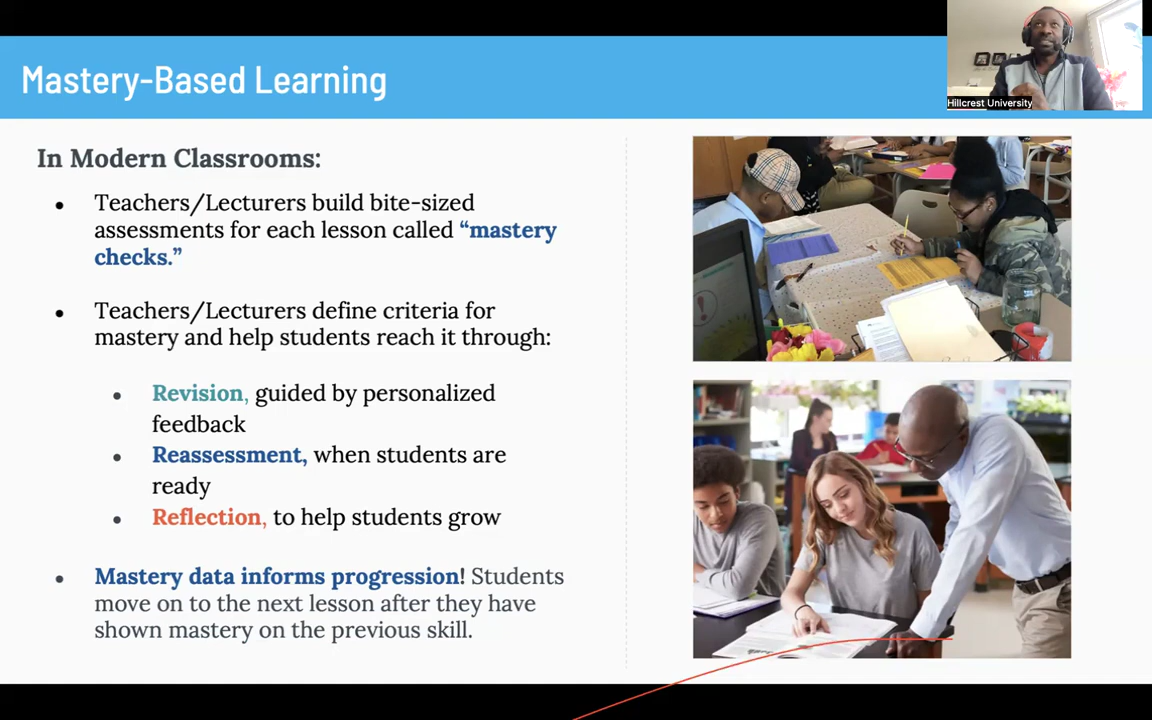 Mastery-Based Learning
Hillcrest University
In Modern Classrooms:
Teachers/Lecturers build bite-sized
assessments for each lesson called “mastery
checks.”
Teachers/Lecturers define criteria for
mastery and help students reach it through:
Revision, guided by personalized
feedback
Reassessment, when students are
ready
Reflection, to help students grow
Mastery data informs progression! Students
move on to the next lesson after they have
shown mastery on the previous skill.